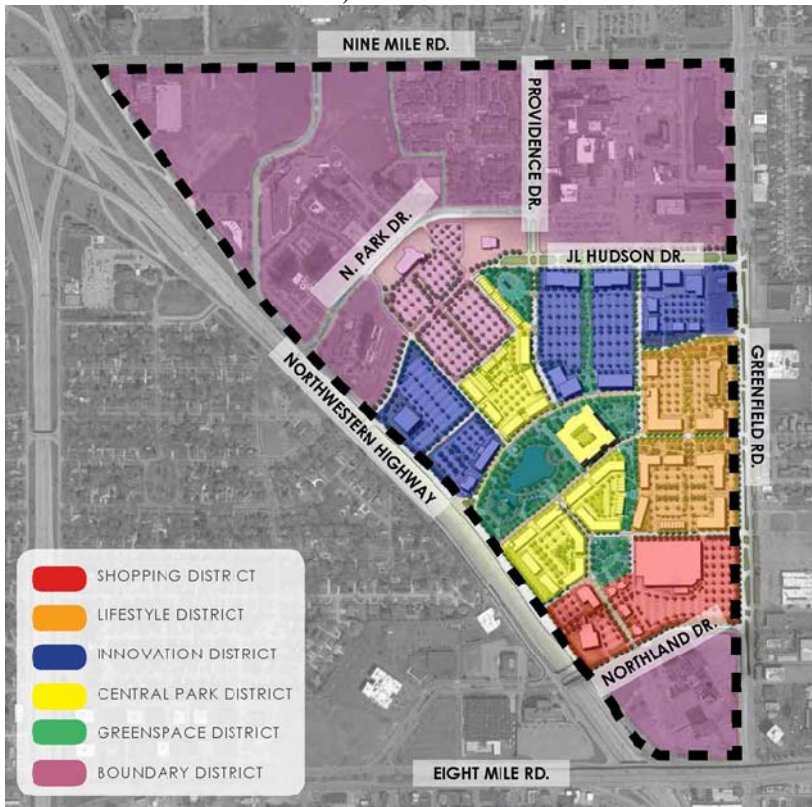 NINE MILE RD.
PROVIDENCE DR.
N. PARK DR.
JL HUDSON DR.
GREENFIELD RD.
NORTHWESTERN HIGHWAY
NORTHLAND DR.
EIGHT MILE RD.
SHOPPING DISTRICT
LIFESTYLE DISTRICT
INNOVATION DISTRICT
CENTRAL PARK DISTRICT
GREENSPACE DISTRICT
BOUNDARY DISTRICT